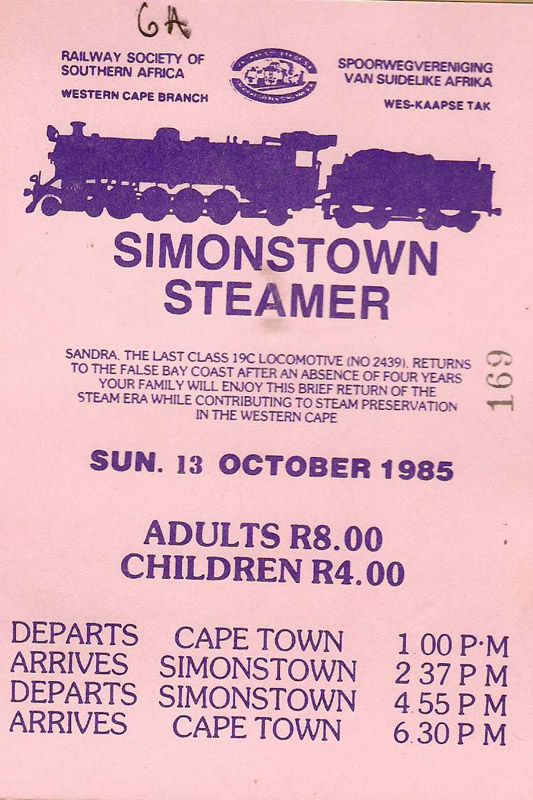 6A
RAILWAY SOCIETY OF
SOUTHERN AFRICA
WESTERN CAPE BRANCH
SPOORWEGVERENIGING
VAN SUIDELIKE AFRIKA
WES-KAAPSE TAK
SIMONSTOWN
STEAMER
SANDRA. THE LAST CLASS 19C LOCOMOTIVE (NO 2439). RETURNS
TO THE FALSE BAY COAST AFTER AN ABSENCE OF FOUR YEARS
YOUR FAMILY WILL ENJOY THIS BRIEF RETURN OF THE
STEAM ERA WHILE CONTRIBUTING TO STEAM PRESERVATION
IN THE WESTERN CAPE
169
SUN. 13 OCTOBER 1985
ADULTS R8.00
CHILDREN R4.00
DEPARTS CAPE TOWN 1 00 P·M
ARRIVES SIMONSTOWN 2 37 P M
DEPARTS SIMONSTOWN 4.55 P M
ARRIVES CAPE TOWN 6.30 P M